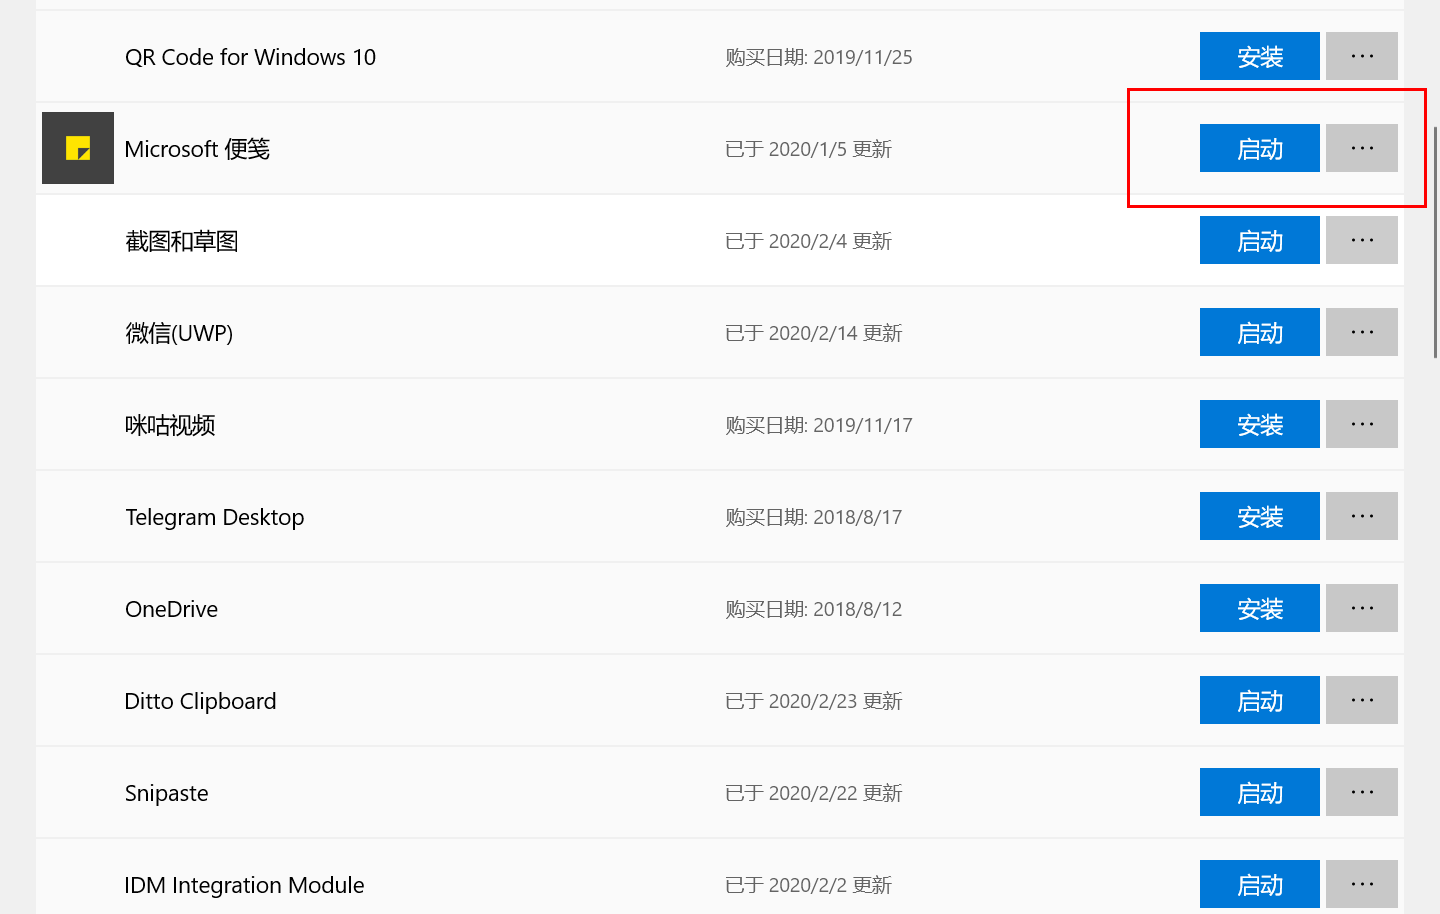 QR Code for Windows 10 购买日期: 2019/11/25 安装 ···
Microsoft 便笺 已于 2020/1/5 更新 启动 ···
截图和草图 已于 2020/2/4 更新 启动 ···
微信(UWP) 已于 2020/2/14 更新 启动 ···
咪咕视频 购买日期: 2019/11/17 安装 ···
Telegram Desktop 购买日期: 2018/8/17 安装 ···
OneDrive 购买日期: 2018/8/12 安装 ···
Ditto Clipboard 已于 2020/2/23 更新 启动 ···
Snipaste 已于 2020/2/22 更新 启动 ···
IDM Integration Module 已于 2020/2/2 更新 启动 ···